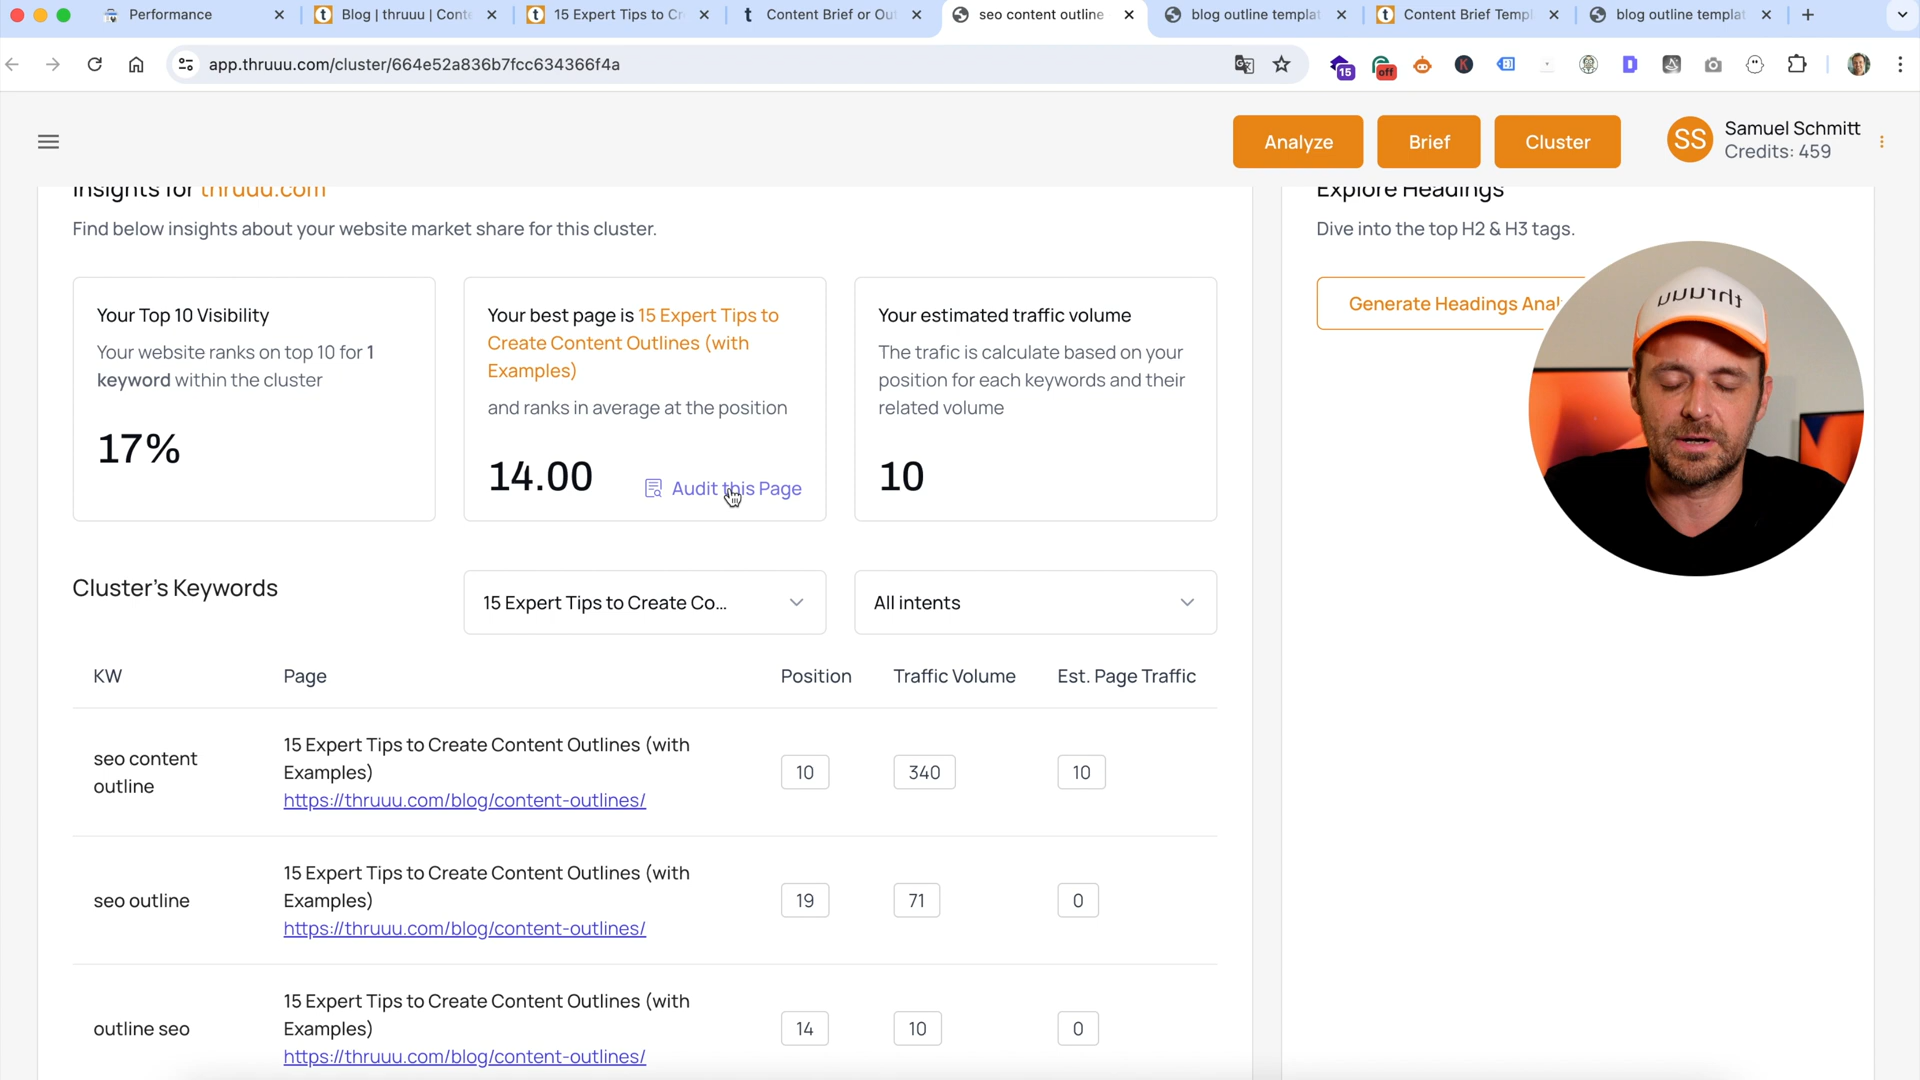 Performance
Blog | thruuu | Cont
15 Expert Tips to Cr
Content Brief or Ou
seo content outline
blog outline templat
Content Brief Templ
blog outline templat
app.thruuu.com/cluster/664e52a836b7fcc634366f4a
15
off
Analyze
Brief
Cluster
SS
Samuel Schmitt
Credits: 459
Insights for thruuu.com
Find below insights about your website market share for this cluster.
Explore Headings
Dive into the top H2 & H3 tags.
Generate Headings Anal
thruuu
Your Top 10 Visibility
Your website ranks on top 10 for 1
keyword within the cluster
17%
Your best page is 15 Expert Tips to
Create Content Outlines (with
Examples)
and ranks in average at the position
14.00
Audit this Page
Your estimated traffic volume
The trafic is calculate based on your
position for each keywords and their
related volume
10
Cluster's Keywords
15 Expert Tips to Create Co...
All intents
KW Page Position Traffic Volume Est. Page Traffic
seo content
outline
15 Expert Tips to Create Content Outlines (with
Examples)
https://thruuu.com/blog/content-outlines/
10 340 10
seo outline
15 Expert Tips to Create Content Outlines (with
Examples)
https://thruuu.com/blog/content-outlines/
19 71 0
outline seo
15 Expert Tips to Create Content Outlines (with
Examples)
https://thruuu.com/blog/content-outlines/
14 10 0